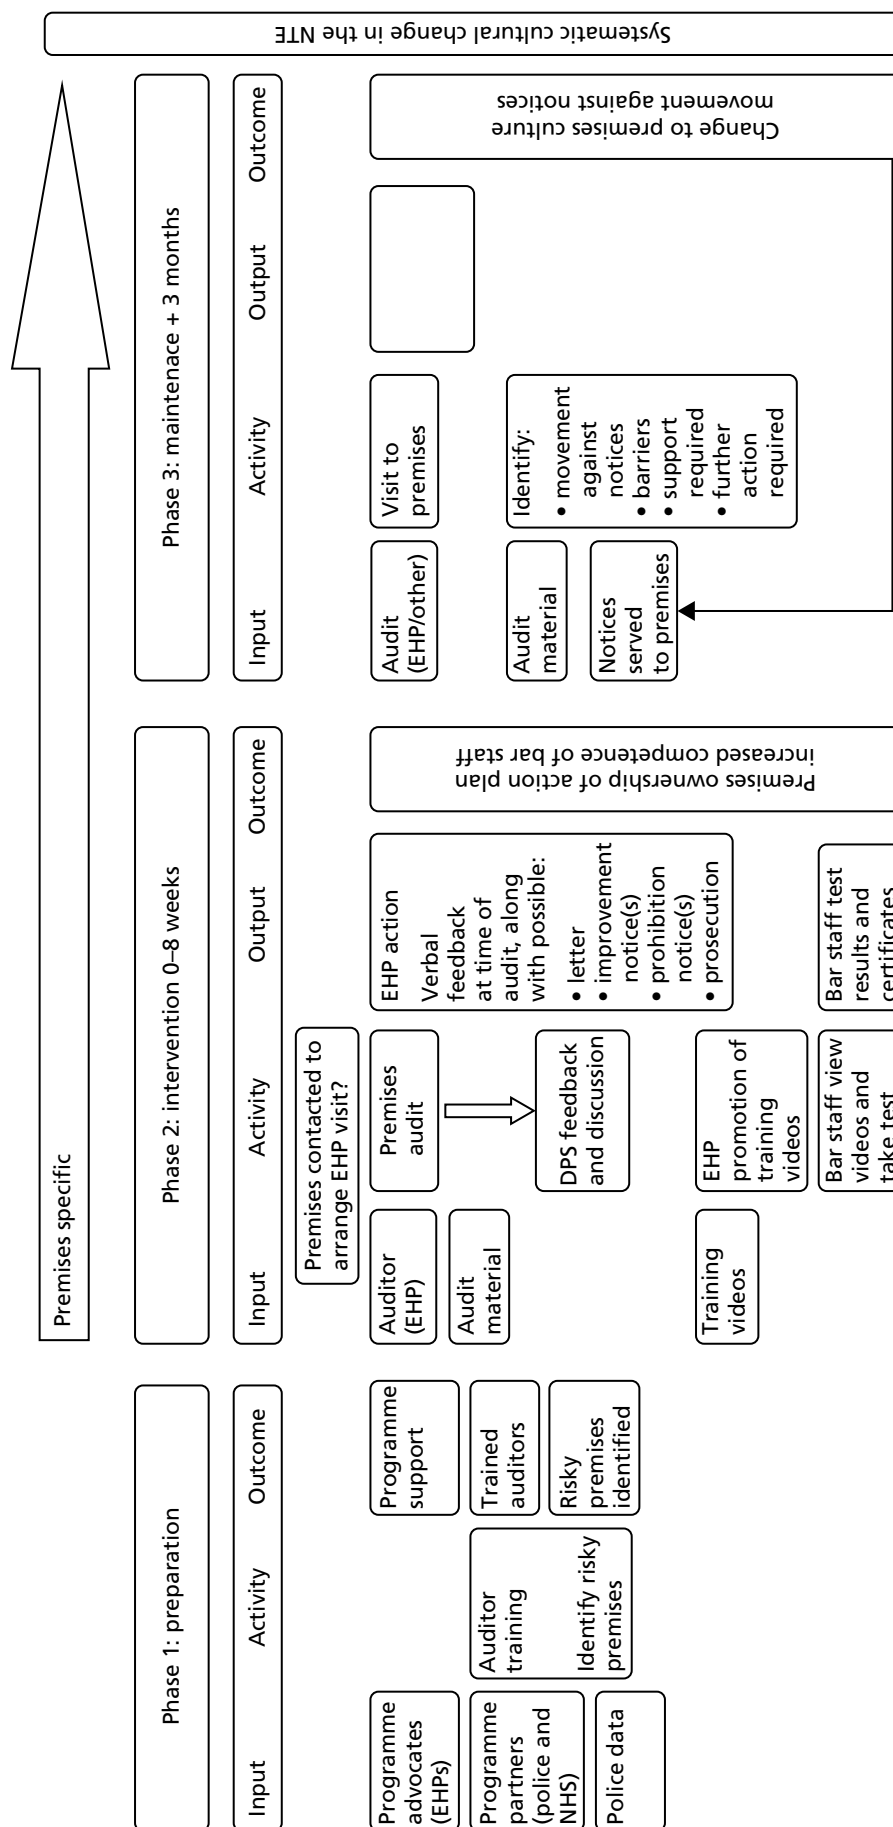 Premises specific
Phase 1: preparation
Input
Activity
Outcome
Programme
advocates
(EHPs)
Programme
partners
(police and
NHS)
Police data
Auditor
training
Identify risky
premises
Programme
support
Trained
auditors
Risky
premises
identified
Phase 2: intervention 0–8 weeks
Input
Activity
Output
Outcome
Premises contacted to
arrange EHP visit?
Auditor
(EHP)
Audit
material
Training
videos
Premises
audit
DPS feedback
and discussion
EHP
promotion of
training
videos
Bar staff view
videos and
take test
EHP action
Verbal
feedback
at time of
audit, along
with possible:
• letter
• improvement
notice(s)
• prohibition
notice(s)
• prosecution
Bar staff test
results and
certificates
Premises ownership of action plan
increased competence of bar staff
Phase 3: maintenace + 3 months
Input
Activity
Output
Outcome
Audit
(EHP/other)
Audit
material
Notices
served
to premises
Visit to
premises
Identify:
• movement
against
notices
• barriers
• support
required
• further
action
required
Change to premises culture
movement against notices
Systematic cultural change in the NTE